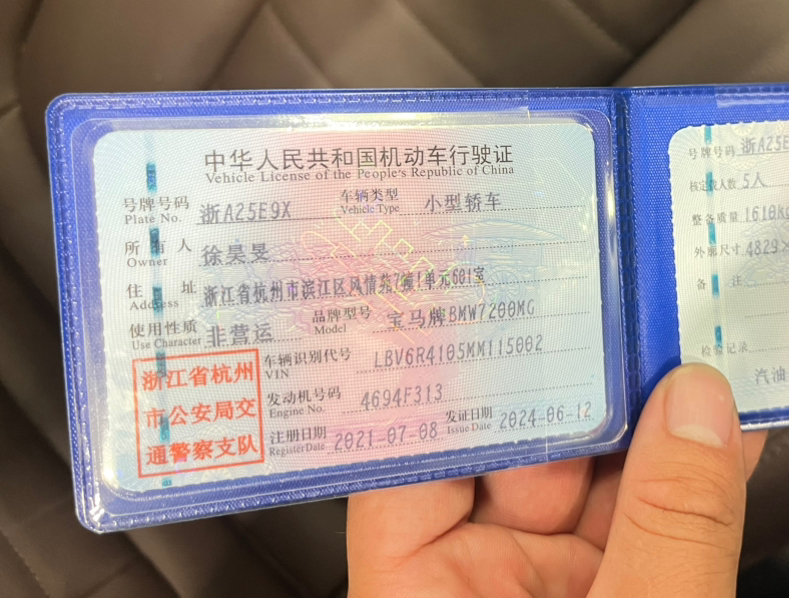 中华人民共和国机动车行驶证
Vehicle License of the People's Republic of China
号牌号码 浙A25E9X 车辆类型 小型轿车
Plate No. Vehicle Type
所有人 徐昊旻
Owner
住址 浙江省杭州市滨江区风情苑7幢1单元601室
Address
使用性质 非营运 品牌型号 宝马牌BMW7200MG
Use Character Model
车辆识别代号 LBV6R4105MM115002
VIN
发动机号码 4694F313
Engine No.
注册日期 2021-07-08 发证日期 2024-06-12
Register Date Issue Date
浙江省杭州
市公安局交
通警察支队
号牌号码 浙A25E
核定载人数 5人
整备质量 1610kg
外廓尺寸 4829×
备注
检验记录
汽油